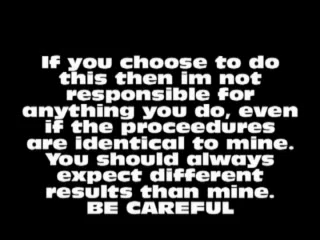 If you choose to do
this then im not
responsible for
anything you do, even
if the proceedures
are identical to mine.
You should always
expect different
results than mine.
BE CAREFUL